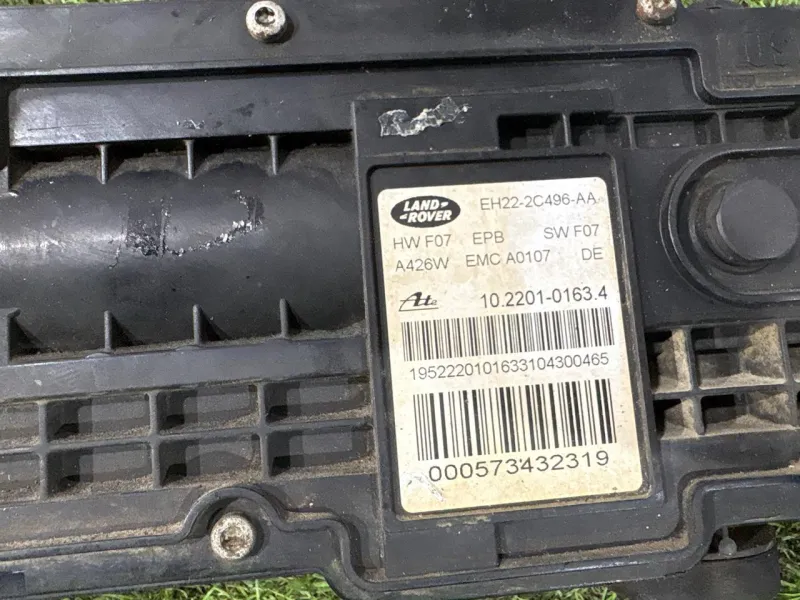 LAND-
-ROVER
EH22-2C496-AA
HW F07 EPB SW F07
A426W EMC A0107 DE
Ate 10.2201-0163.4
1952220101633104300465
000573432319